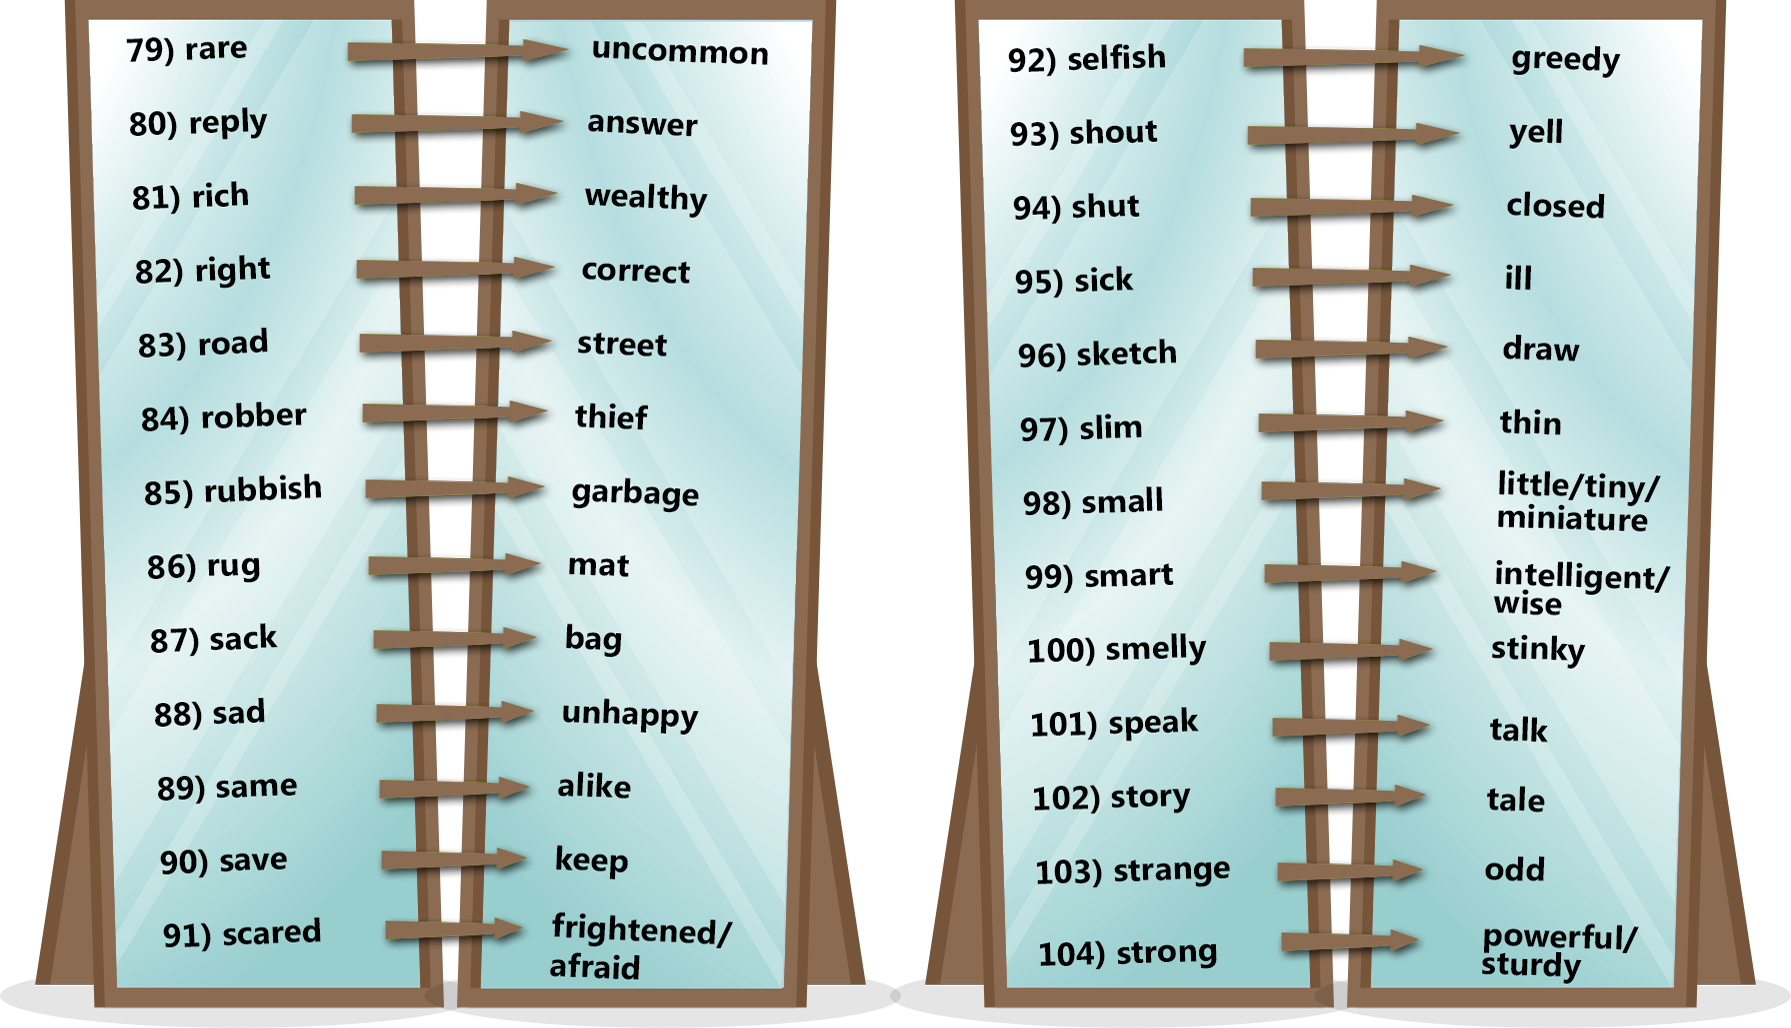 79) rare uncommon
80) reply answer
81) rich wealthy
82) right correct
83) road street
84) robber thief
85) rubbish garbage
86) rug mat
87) sack bag
88) sad unhappy
89) same alike
90) save keep
91) scared frightened/
afraid
92) selfish greedy
93) shout yell
94) shut closed
95) sick ill
96) sketch draw
97) slim thin
98) small little/tiny/
miniature
99) smart intelligent/
wise
100) smelly stinky
101) speak talk
102) story tale
103) strange odd
104) strong powerful/
sturdy